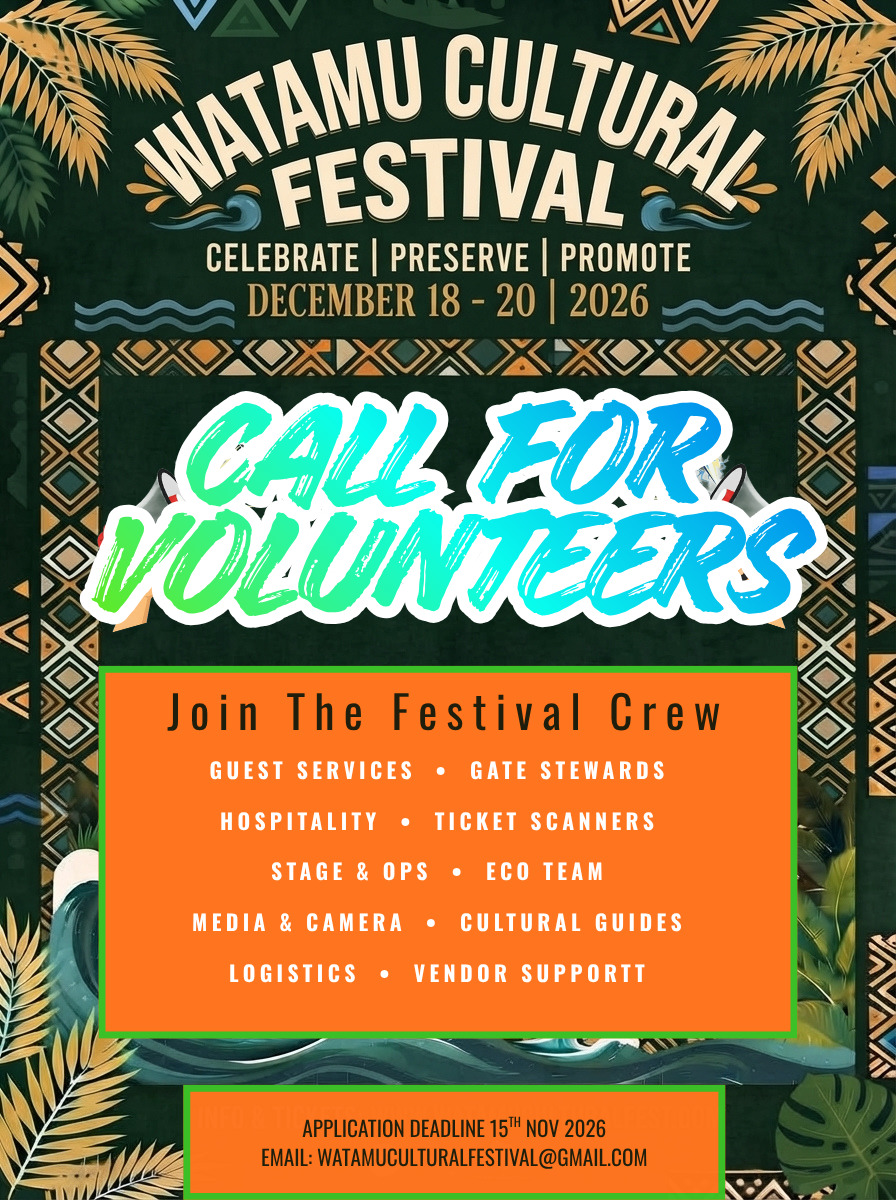 WATAMU CULTURAL
FESTIVAL
CELEBRATE | PRESERVE | PROMOTE
DECEMBER 18 - 20 | 2026
CALL FOR
VOLUNTEERS
Join The Festival Crew
GUEST SERVICES • GATE STEWARDS
HOSPITALITY • TICKET SCANNERS
STAGE & OPS • ECO TEAM
MEDIA & CAMERA • CULTURAL GUIDES
LOGISTICS • VENDOR SUPPORTT
APPLICATION DEADLINE 15TH NOV 2026
EMAIL: WATAMUCULTURALFESTIVAL@GMAIL.COM